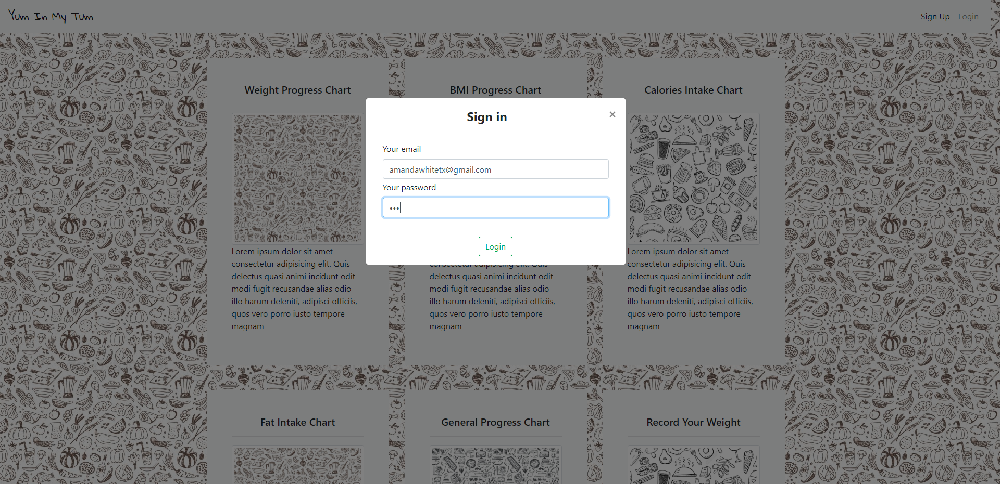 Yum In My Tum
Sign Up Login
Weight Progress Chart
BMI Progress Chart
Calories Intake Chart
Sign in
×
Your email
amandawhitetx@gmail.com
Your password
•••
Login
Lorem ipsum dolor sit amet
consectetur adipisicing elit. Quis
delectus quasi animi incidunt odit
modi fugit recusandae alias odio
illo harum deleniti, adipisci officiis,
quos vero porro iusto tempore
magnam
consectetur adipisicing elit. Quis
delectus quasi animi incidunt odit
modi fugit recusandae alias odio
illo harum deleniti, adipisci officiis,
quos vero porro iusto tempore
magnam
Lorem ipsum dolor sit amet
consectetur adipisicing elit. Quis
delectus quasi animi incidunt odit
modi fugit recusandae alias odio
illo harum deleniti, adipisci officiis,
quos vero porro iusto tempore
magnam
Fat Intake Chart
General Progress Chart
Record Your Weight